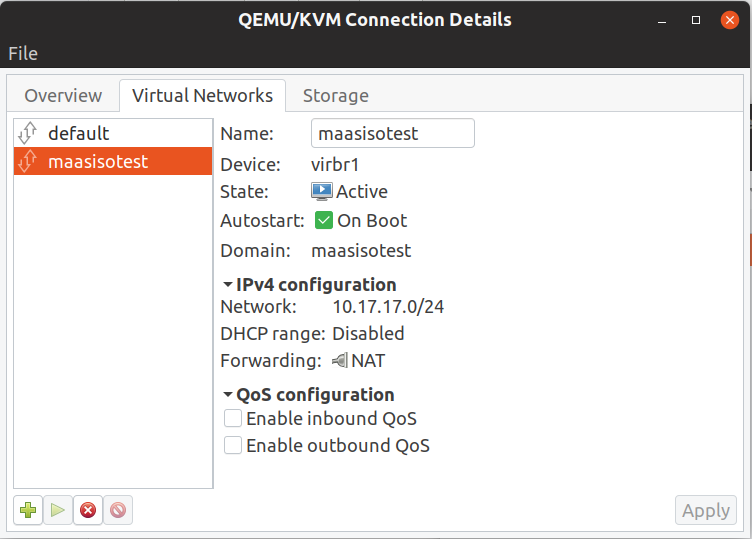 QEMU/KVM Connection Details
File
Overview Virtual Networks Storage
default
maasisotest
Name: maasisotest
Device: virbr1
State: Active
Autostart: On Boot
Domain: maasisotest
IPv4 configuration
Network: 10.17.17.0/24
DHCP range: Disabled
Forwarding: NAT
QoS configuration
Enable inbound QoS
Enable outbound QoS
Apply